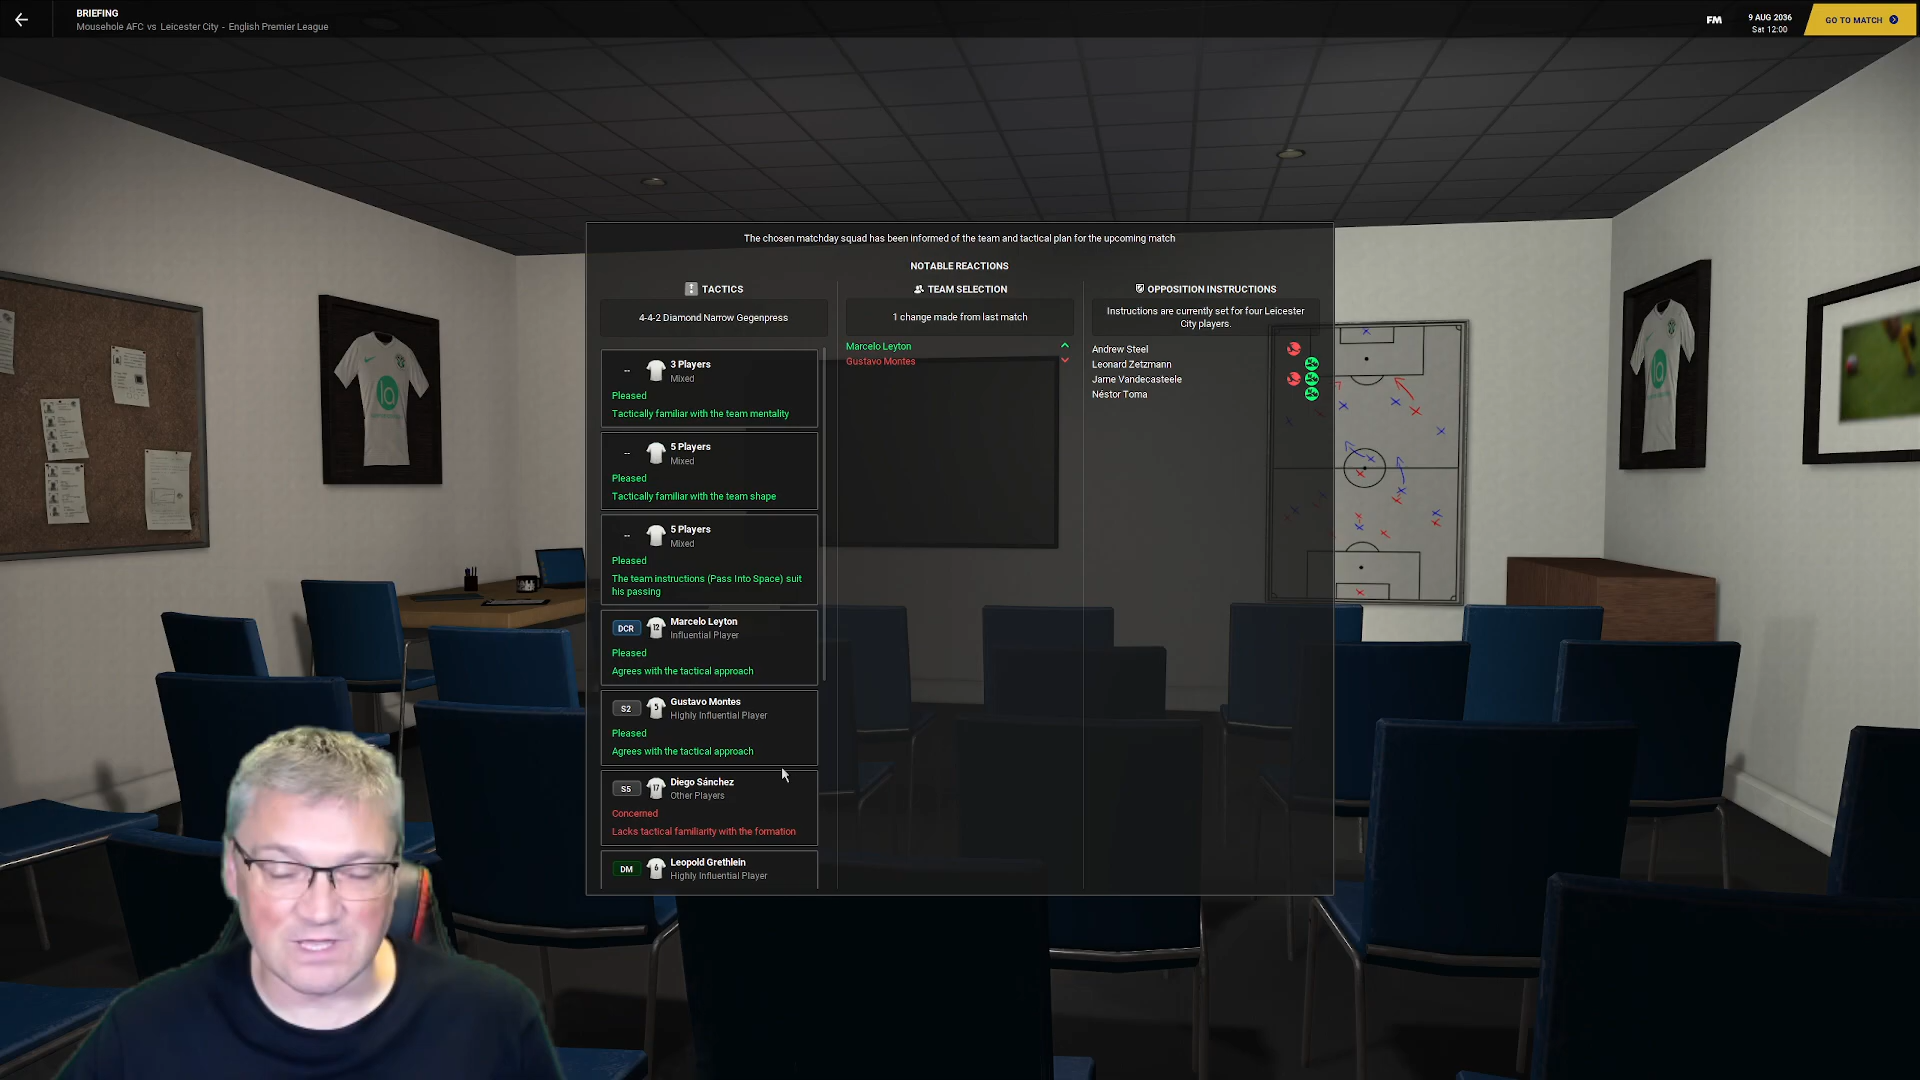 BRIEFING
Mousehole AFC vs Leicester City - English Premier League
FM
9 AUG 2036
Sat 12:00
GO TO MATCH
The chosen matchday squad has been informed of the team and tactical plan for the upcoming match
NOTABLE REACTIONS
TACTICS
4-4-2 Diamond Narrow Gegenpress
--
3 Players
Mixed
Pleased
Tactically familiar with the team mentality
--
5 Players
Mixed
Pleased
Tactically familiar with the team shape
--
5 Players
Mixed
Pleased
The team instructions (Pass Into Space) suit
his passing
DCR
12
Marcelo Leyton
Influential Player
Pleased
Agrees with the tactical approach
S2
5
Gustavo Montes
Highly Influential Player
Pleased
Agrees with the tactical approach
S5
17
Diego Sánchez
Other Players
Concerned
Lacks tactical familiarity with the formation
DM
6
Leopold Grethlein
Highly Influential Player
TEAM SELECTION
1 change made from last match
Marcelo Leyton
Gustavo Montes
OPPOSITION INSTRUCTIONS
Instructions are currently set for four Leicester
City players.
Andrew Steel
Leonard Zetzmann
Jarne Vandecasteele
Néstor Toma